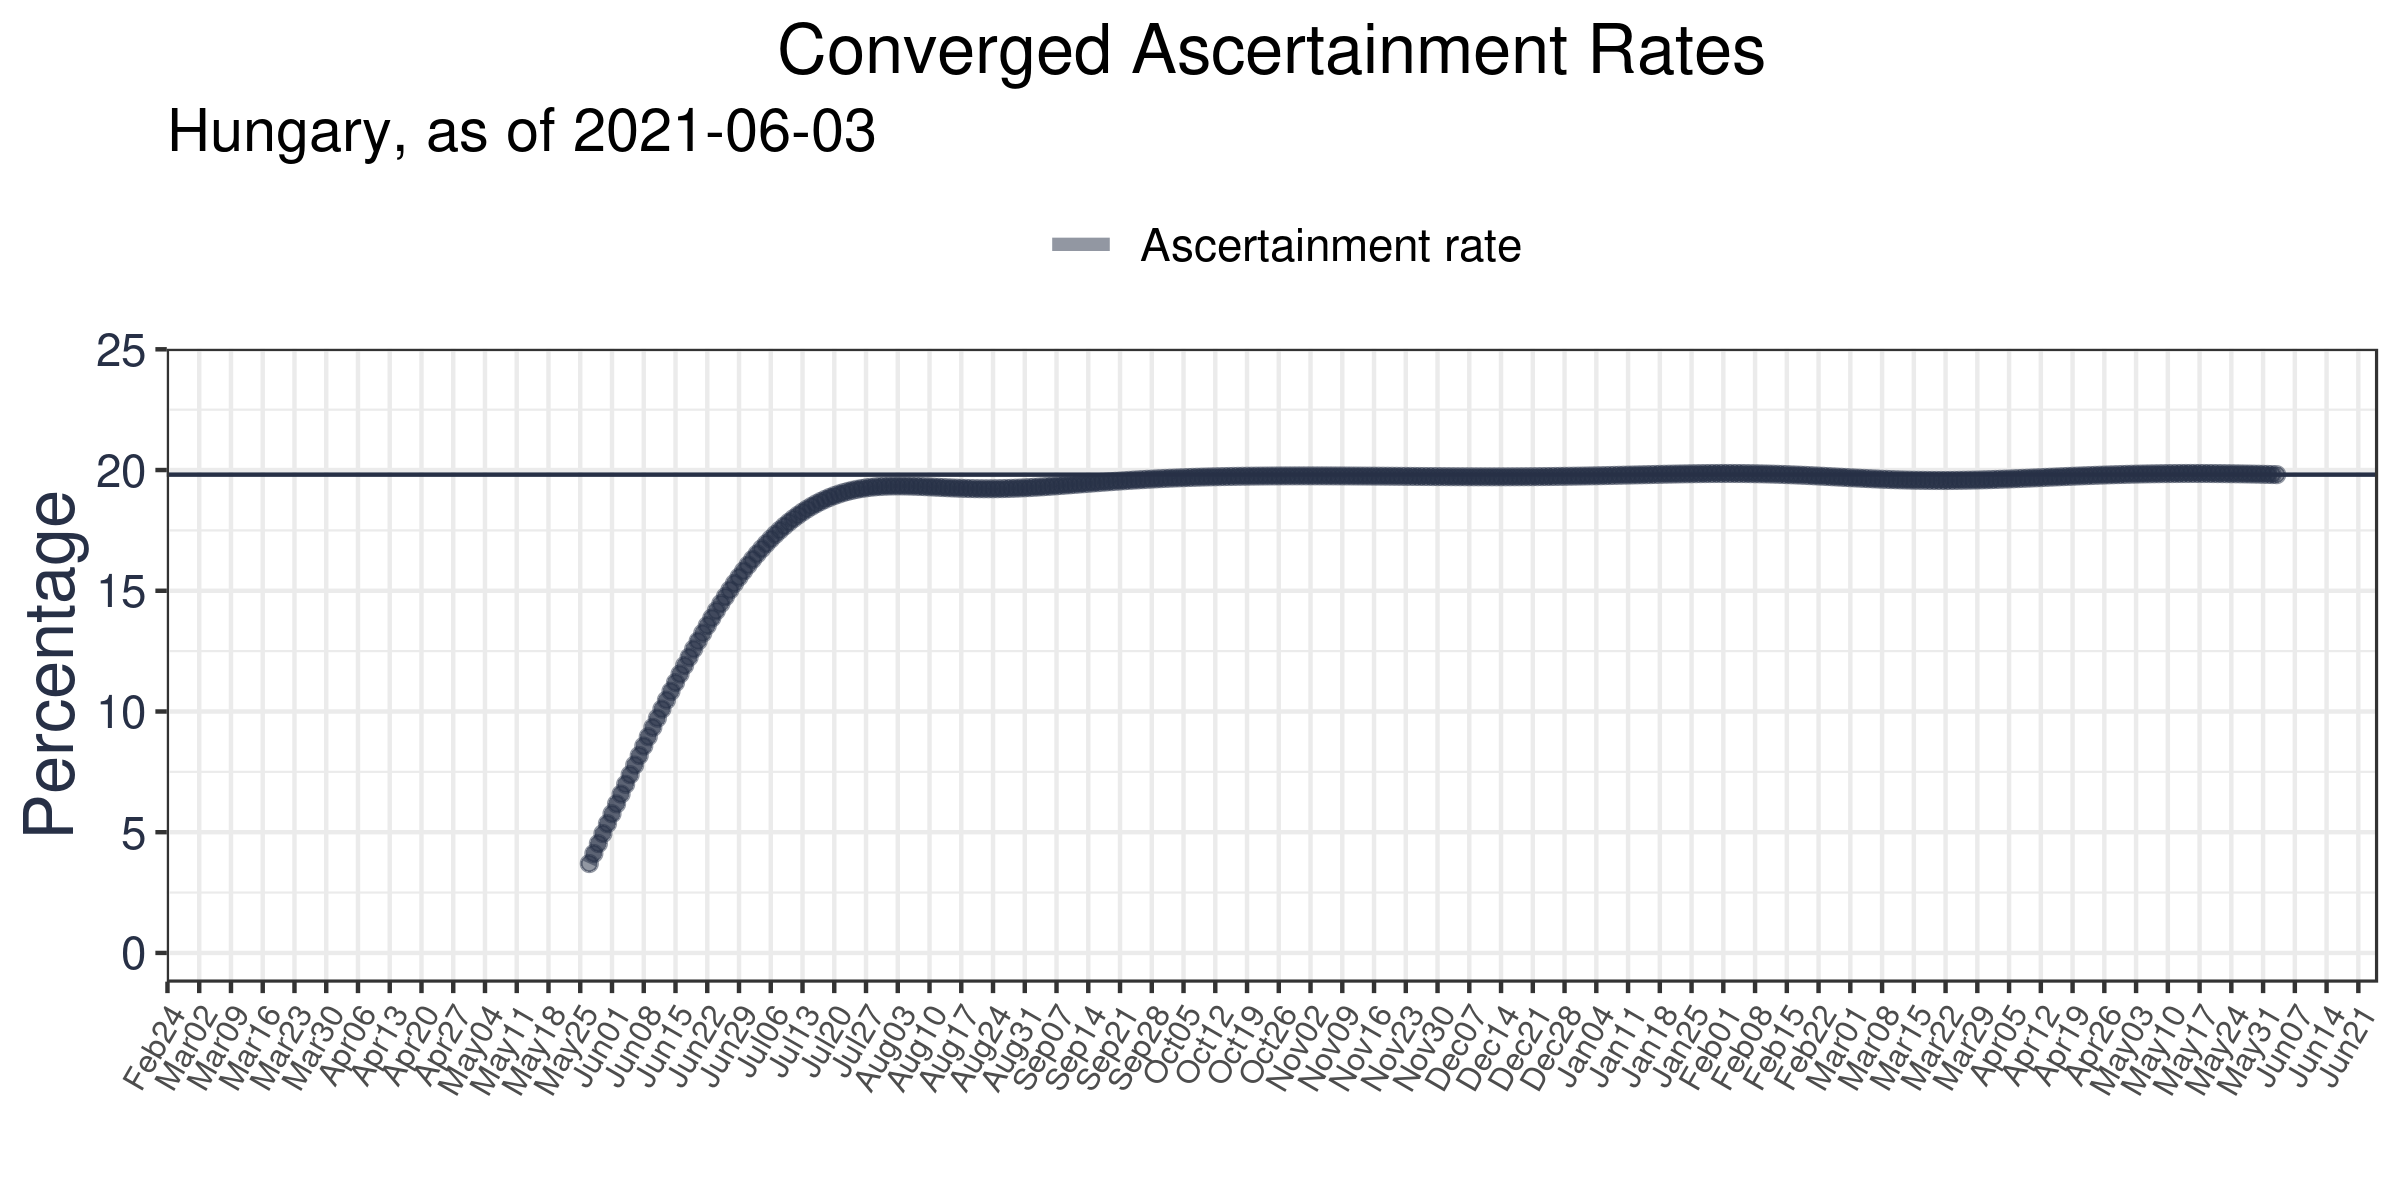 Converged Ascertainment Rates
Hungary, as of 2021-06-03
Ascertainment rate
Percentage
25
20
15
10
5
0
Feb24
Mar02
Mar09
Mar16
Mar23
Mar30
Apr06
Apr13
Apr20
Apr27
May04
May11
May18
May25
Jun01
Jun08
Jun15
Jun22
Jun29
Jul06
Jul13
Jul20
Jul27
Aug03
Aug10
Aug17
Aug24
Aug31
Sep07
Sep14
Sep21
Sep28
Oct05
Oct12
Oct19
Oct26
Nov02
Nov09
Nov16
Nov23
Nov30
Dec07
Dec14
Dec21
Dec28
Jan04
Jan11
Jan18
Jan25
Feb01
Feb08
Feb15
Feb22
Mar01
Mar08
Mar15
Mar22
Mar29
Apr05
Apr12
Apr19
Apr26
May03
May10
May17
May24
May31
Jun07
Jun14
Jun21